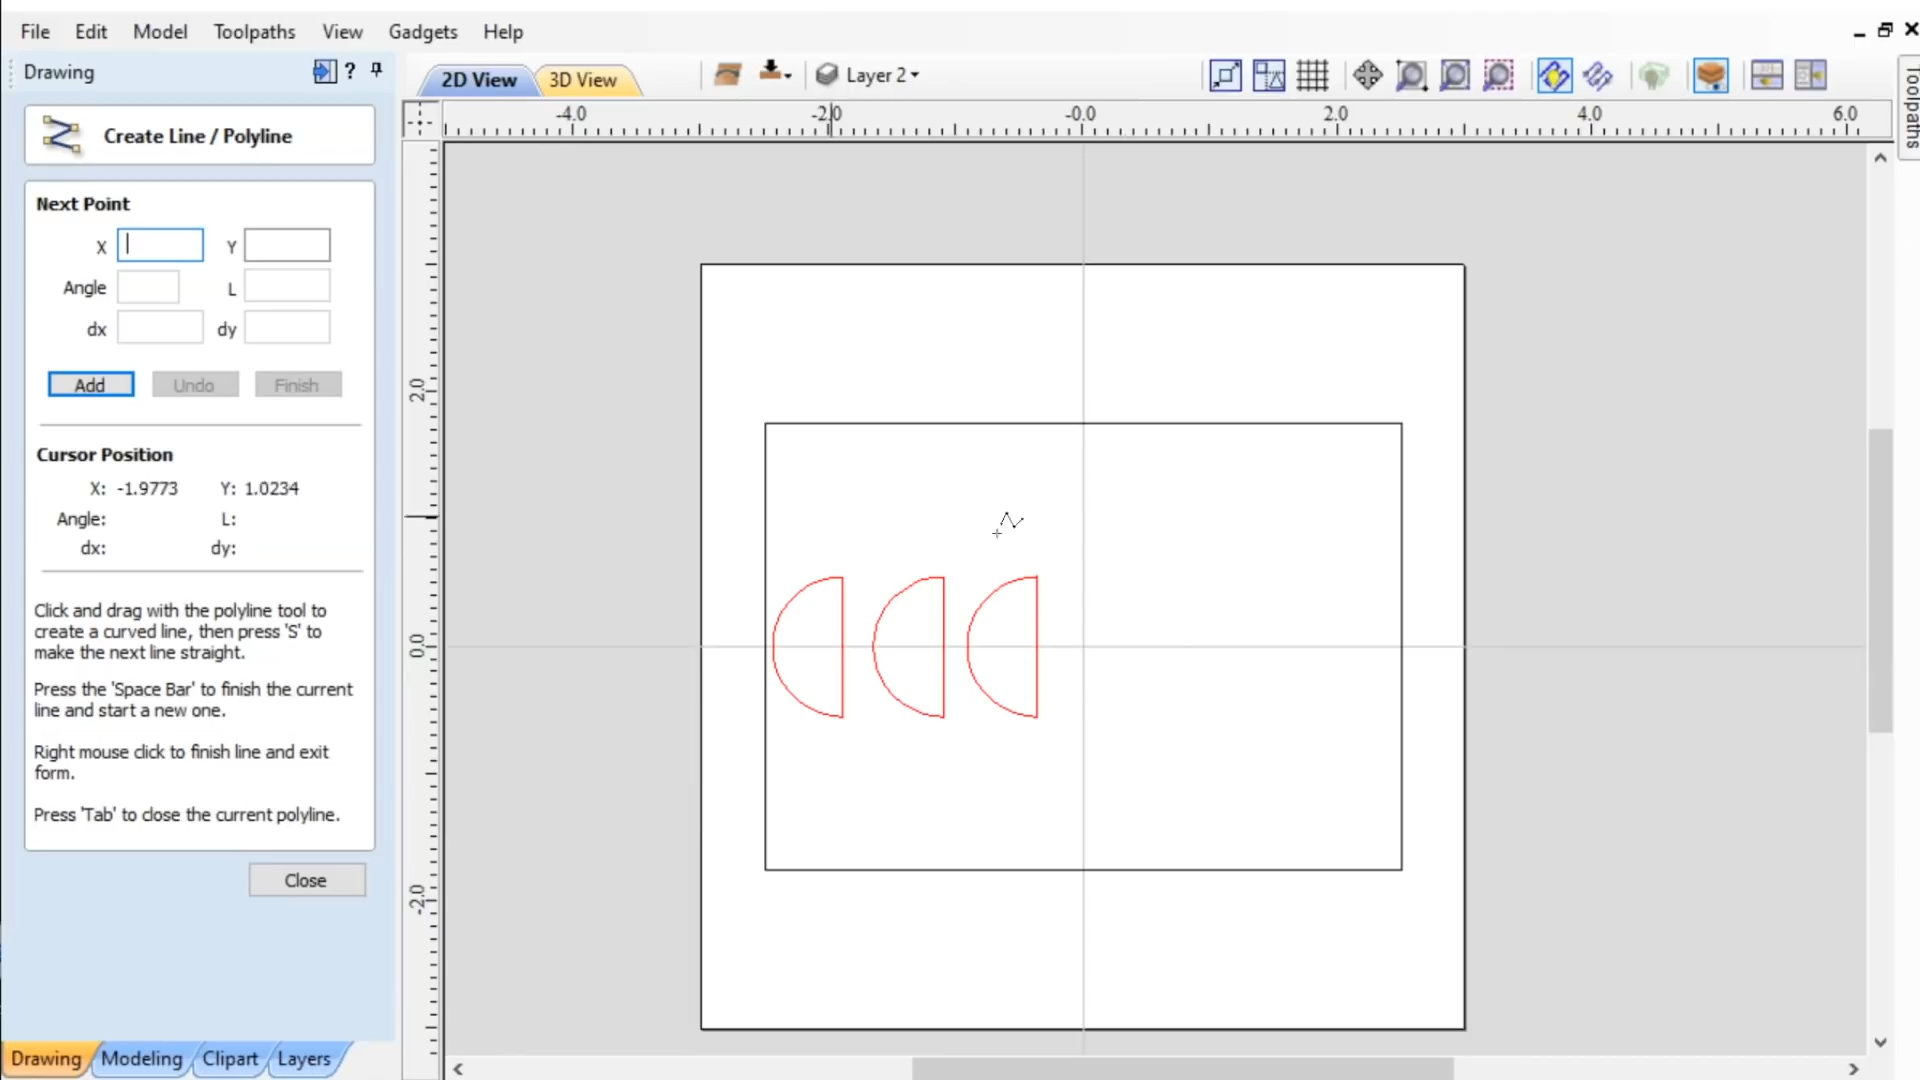 File Edit Model Toolpaths View Gadgets Help
Drawing ?
2D View 3D View Layer 2
Toolpaths
Create Line / Polyline
-4.0 -2.0 -0.0 2.0 4.0 6.0
Next Point
X Y
Angle L
dx dy
Add Undo Finish
2.0
Cursor Position
X: -1.9773 Y: 1.0234
Angle: L:
dx: dy:
Click and drag with the polyline tool to
create a curved line, then press 'S' to
make the next line straight.
0.0
Press the 'Space Bar' to finish the current
line and start a new one.
Right mouse click to finish line and exit
form.
Press 'Tab' to close the current polyline.
Close
-2.0
Drawing Modeling Clipart Layers